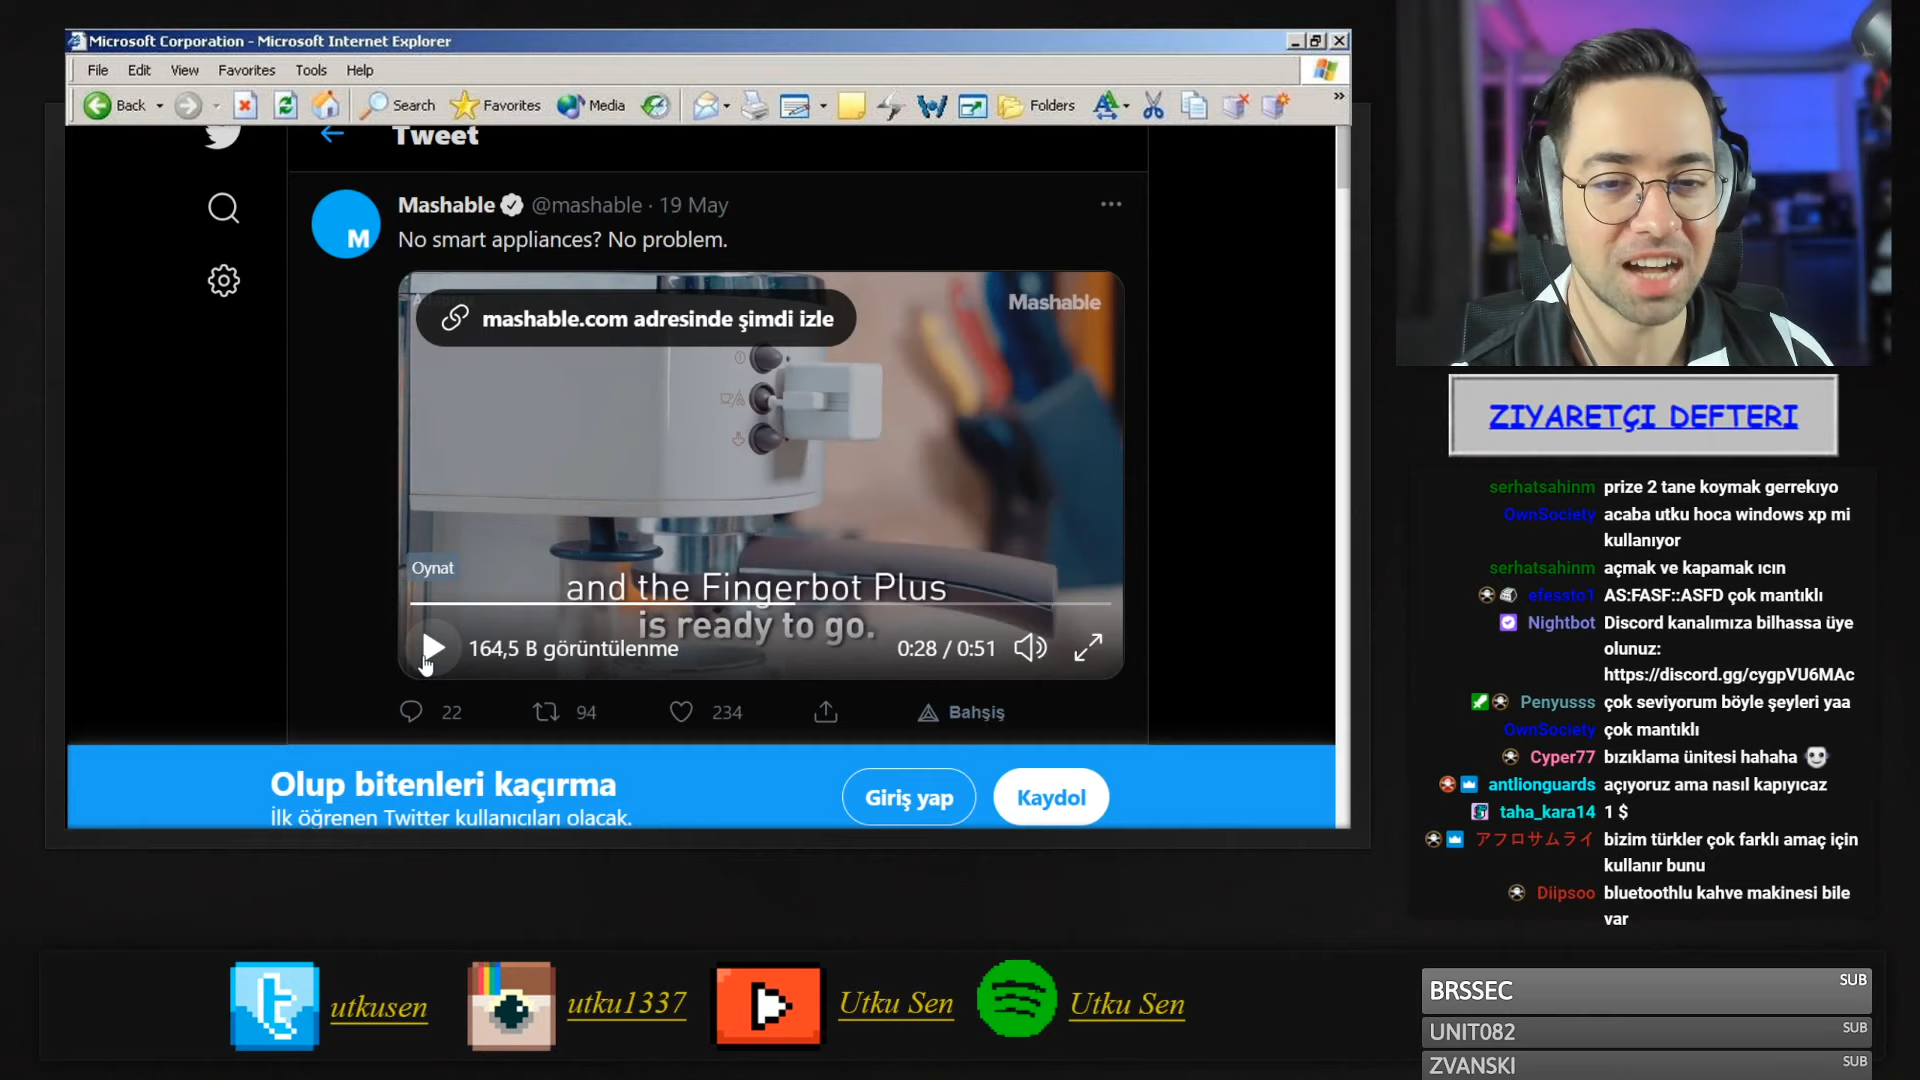 Microsoft Corporation - Microsoft Internet Explorer
File Edit View Favorites Tools Help
Back Search Favorites Media Folders
Tweet
Mashable @mashable · 19 May
No smart appliances? No problem.
mashable.com adresinde şimdi izle
Mashable
Oynat
and the Fingerbot Plus
is ready to go.
164,5 B görüntülenme
0:28 / 0:51
22 94 234 Bahşiş
Olup bitenleri kaçırma
İlk öğrenen Twitter kullanıcıları olacak.
Giriş yap Kaydol
ZIYARETÇI DEFTERI
serhatsahinm prize 2 tane koymak gerrekıyo
OwnSociety acaba utku hoca windows xp mi
kullanıyor
serhatsahinm açmak ve kapamak ıcın
efessto1 AS:FASF::ASFD çok mantıklı
Nightbot Discord kanalımıza bilhassa üye
olunuz:
https://discord.gg/cygpVU6MAc
Penyusss çok seviyorum böyle şeyleri yaa
OwnSociety çok mantıklı
Cyper77 bızıklama ünitesi hahaha
antlionguards açıyoruz ama nasıl kapıyıcaz
taha_kara14 1 $
アフロサムライ bizim türkler çok farklı amaç için
kullanır bunu
Diipsoo bluetoothlu kahve makinesi bile
var
utkusen
utku1337
Utku Sen
Utku Sen
BRSSEC SUB
UNIT082 SUB
ZVANSKI SUB